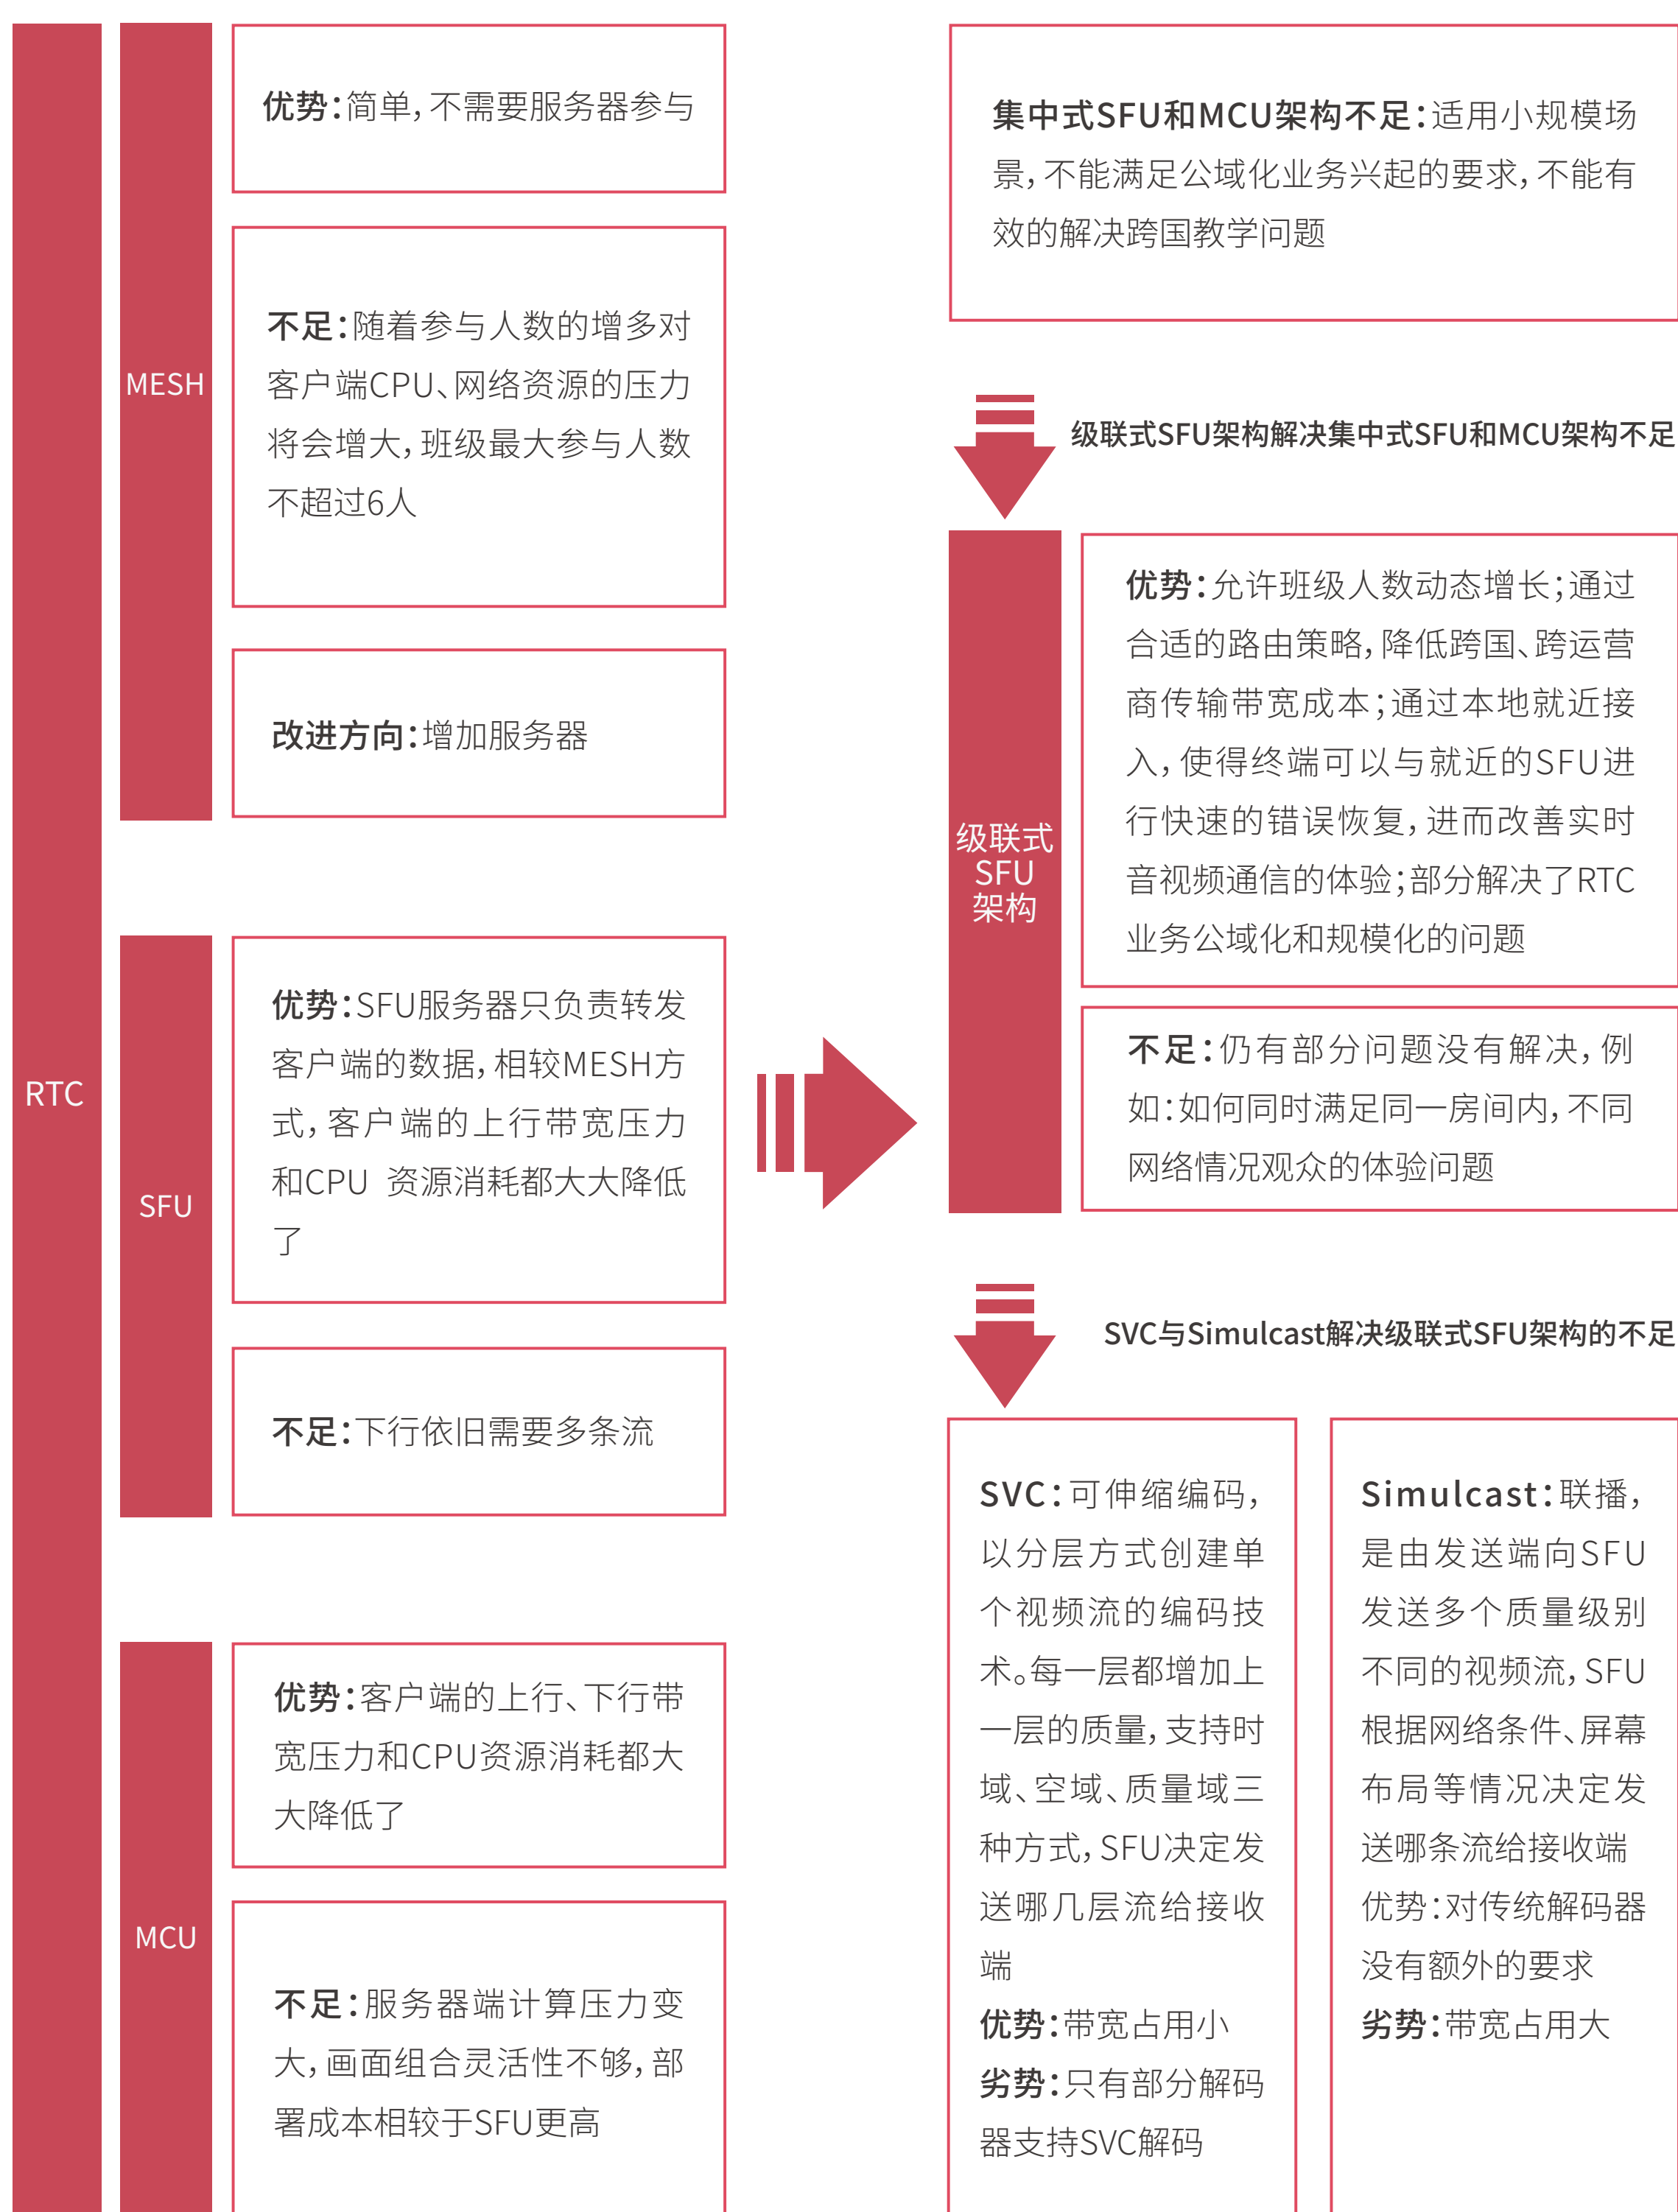 RTC
MESH
优势：简单，不需要服务器参与
不足：随着参与人数的增多对
客户端CPU、网络资源的压力
将会增大，班级最大参与人数
不超过6人
改进方向：增加服务器
SFU
优势：SFU服务器只负责转发
客户端的数据，相较MESH方
式，客户端的上行带宽压力
和CPU 资源消耗都大大降低
了
不足：下行依旧需要多条流
MCU
优势：客户端的上行、下行带
宽压力和CPU资源消耗都大
大降低了
不足：服务器端计算压力变
大，画面组合灵活性不够，部
署成本相较于SFU更高
集中式SFU和MCU架构不足：适用小规模场
景，不能满足公域化业务兴起的要求，不能有
效的解决跨国教学问题
级联式SFU架构解决集中式SFU和MCU架构不足
级联式
SFU
架构
优势：允许班级人数动态增长；通过
合适的路由策略，降低跨国、跨运营
商传输带宽成本；通过本地就近接
入，使得终端可以与就近的SFU进
行快速的错误恢复，进而改善实时
音视频通信的体验；部分解决了RTC
业务公域化和规模化的问题
不足：仍有部分问题没有解决，例
如：如何同时满足同一房间内，不同
网络情况观众的体验问题
SVC与Simulcast解决级联式SFU架构的不足
SVC：可伸缩编码，
以分层方式创建单
个视频流的编码技
术。每一层都增加上
一层的质量，支持时
域、空域、质量域三
种方式，SFU决定发
送哪几层流给接收
端
优势：带宽占用小
劣势：只有部分解码
器支持SVC解码
Simulcast：联播，
是由发送端向SFU
发送多个质量级别
不同的视频流，SFU
根据网络条件、屏幕
布局等情况决定发
送哪条流给接收端
优势：对传统解码器
没有额外的要求
劣势：带宽占用大